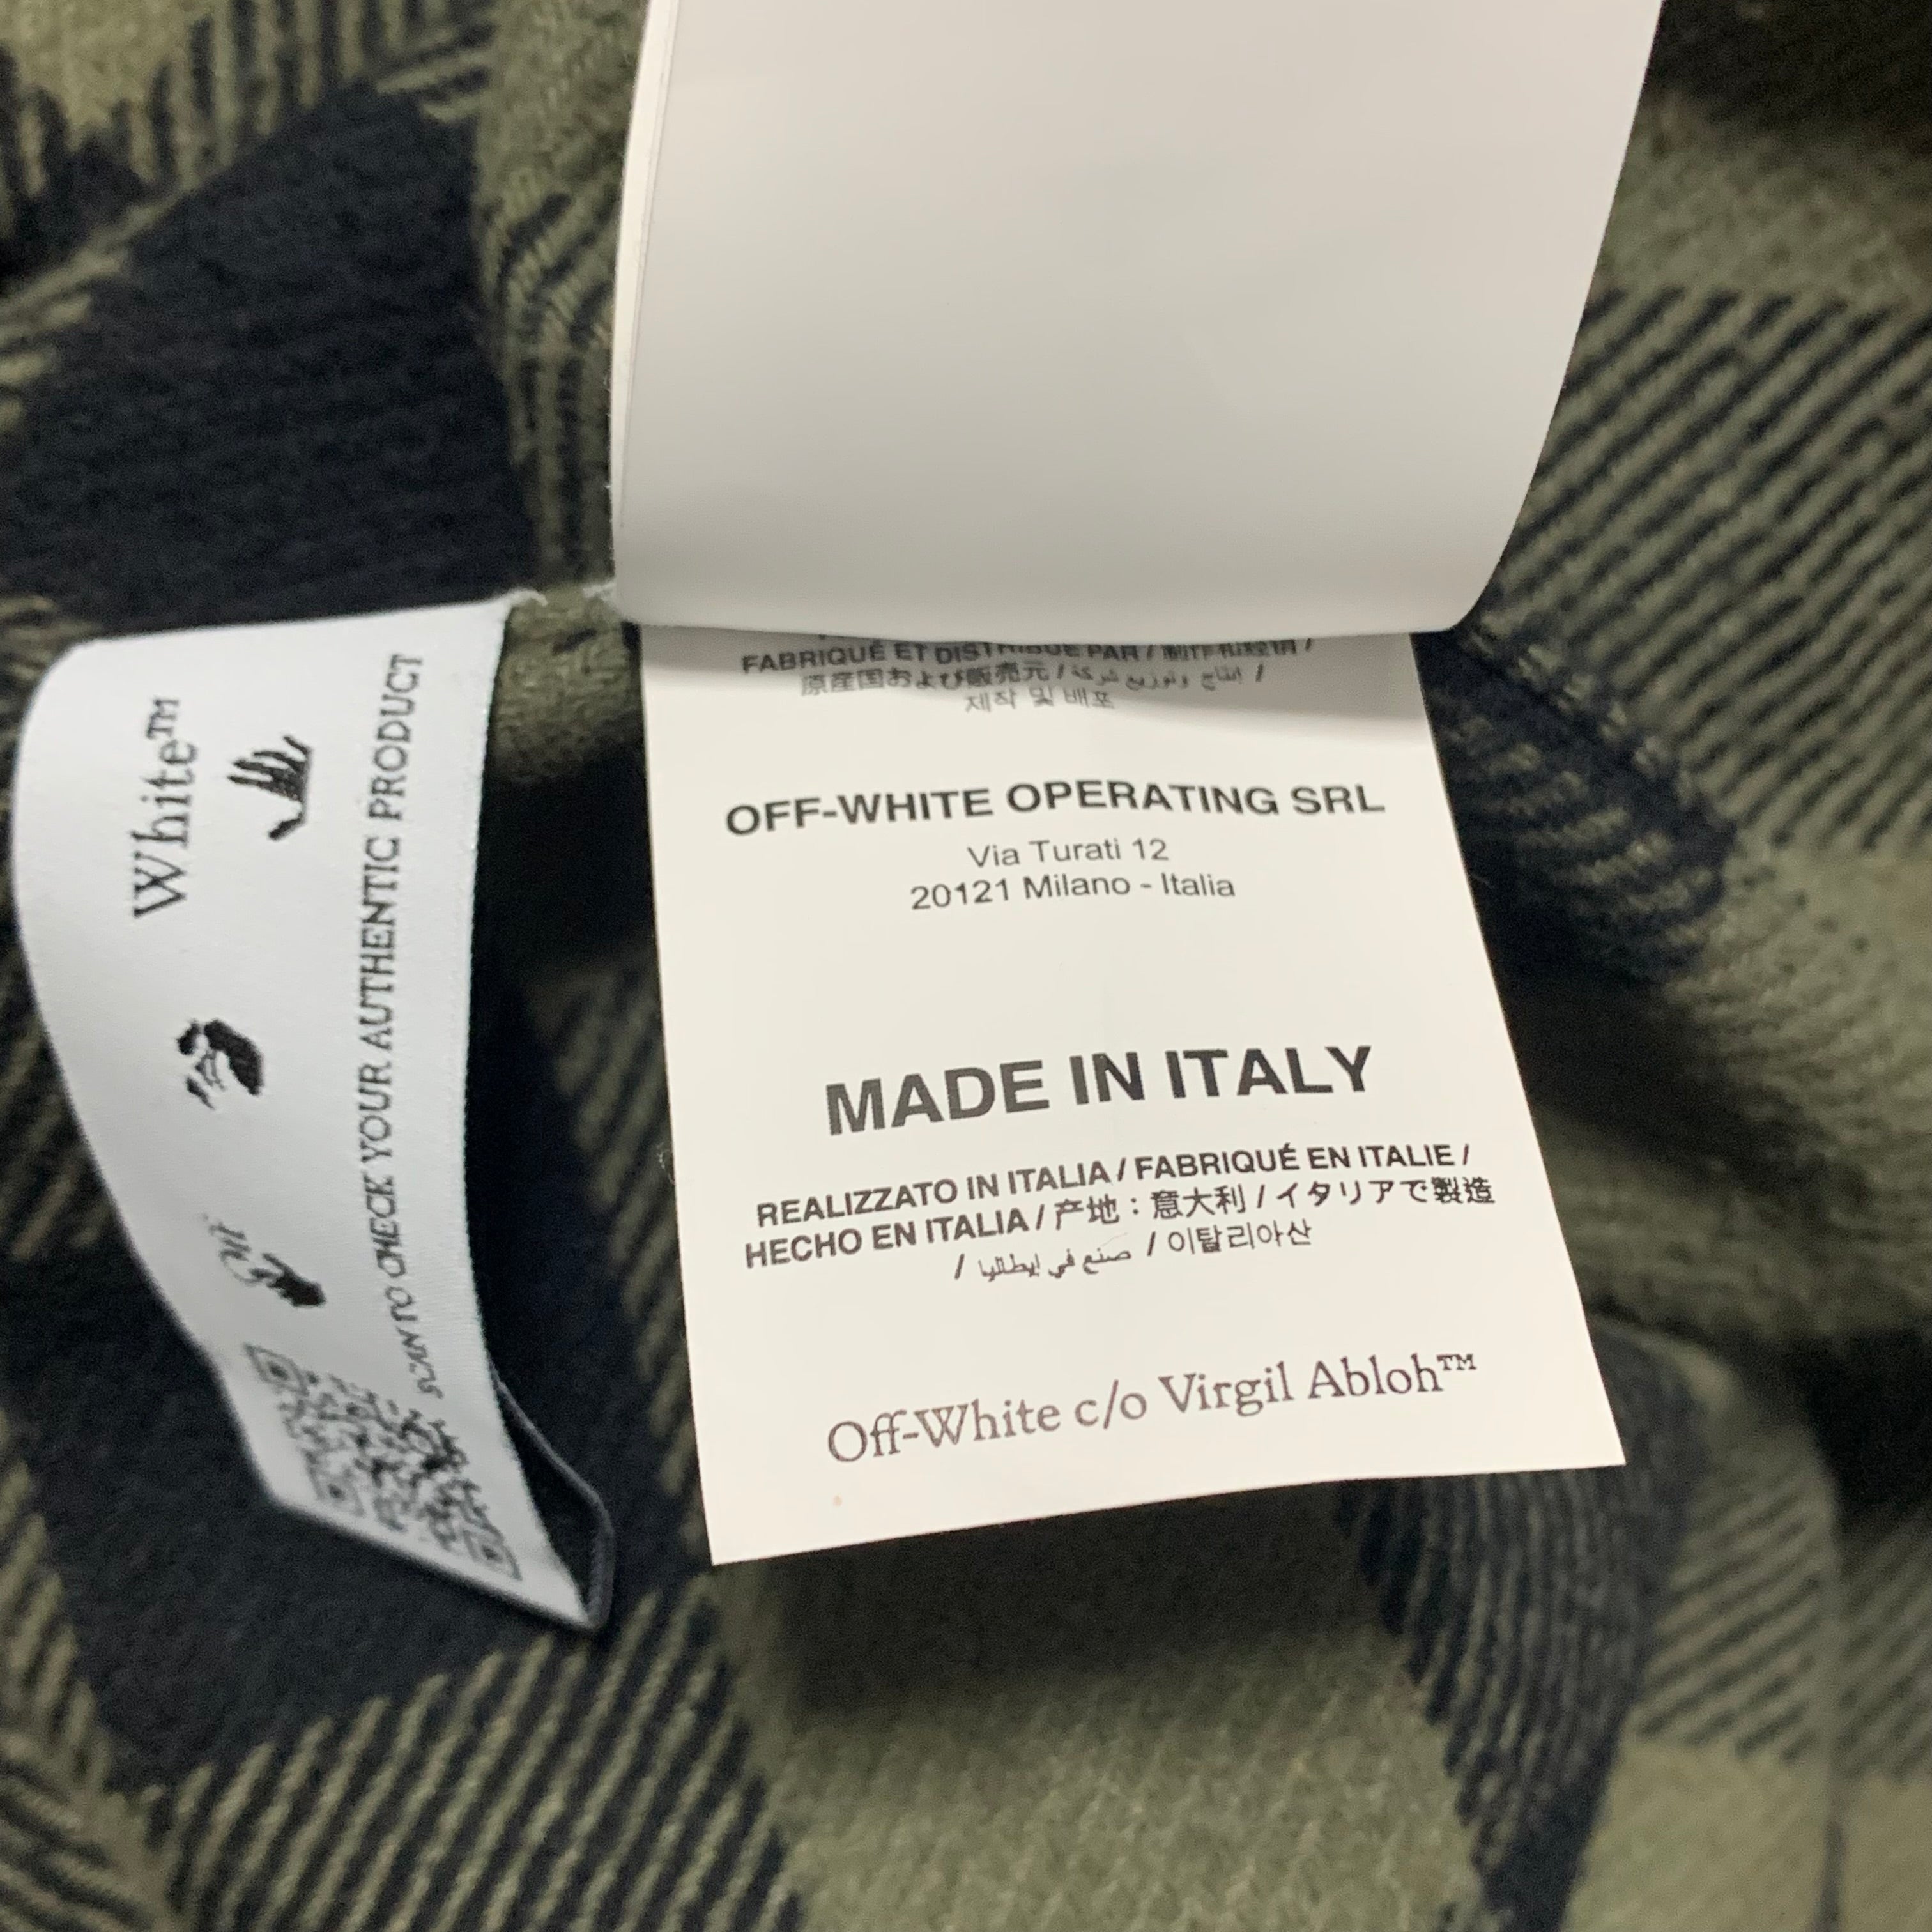 FABRIQUÉ ET DISTRIBUÉ PAR / 制作和经销 /
原産国および販売元 / إنتاج وتوزيع شركة /
제작 및 배포
OFF-WHITE OPERATING SRL
Via Turati 12
20121 Milano - Italia
MADE IN ITALY
REALIZZATO IN ITALIA / FABRIQUÉ EN ITALIE /
HECHO EN ITALIA / 产地：意大利 / イタリアで製造
/ صنع في إيطاليا / 이탈리아산
Off-White c/o Virgil Abloh™
Off White™
SCAN TO CHECK YOUR AUTHENTIC PRODUCT